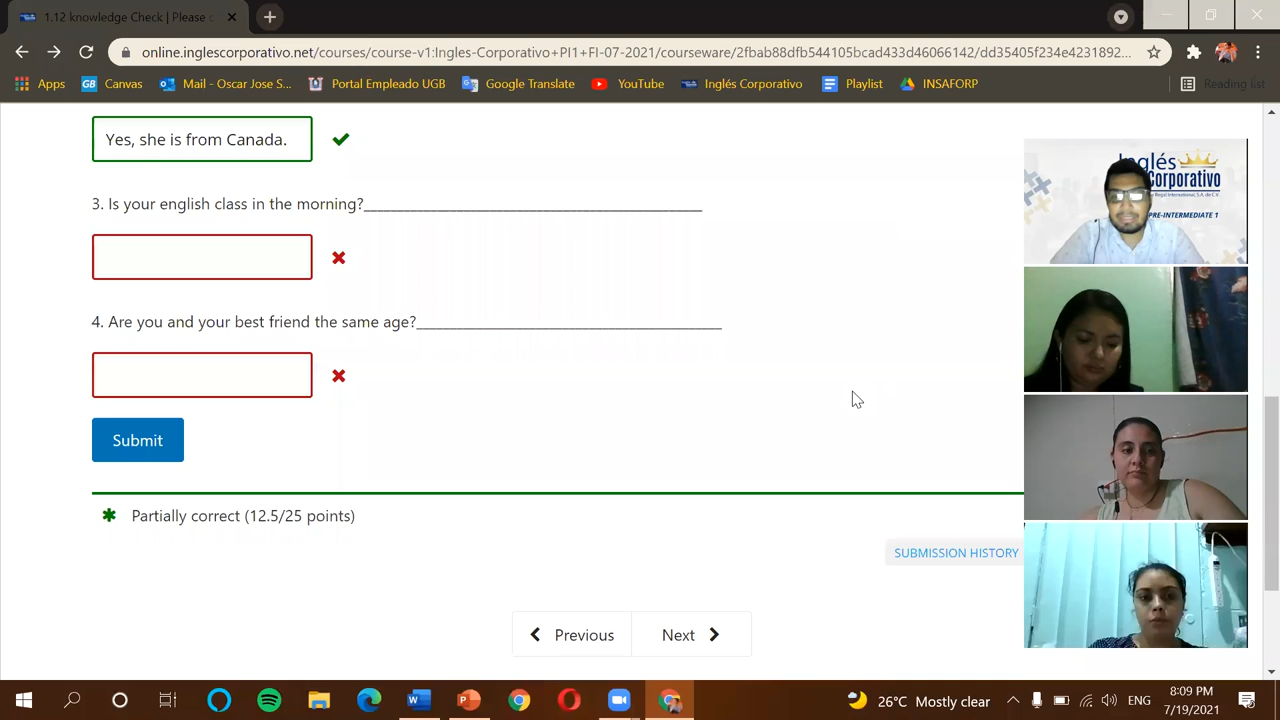 1.12 knowledge Check | Please c
online.inglescorporativo.net/courses/course-v1:Ingles-Corporativo+PI1+FI-07-2021/courseware/2fbab88dfb544105bcad433d46066142/dd35405f234e4231892...
Apps Canvas Mail - Oscar Jose S... Portal Empleado UGB Google Translate YouTube Inglés Corporativo Playlist INSAFORP Reading list
Yes, she is from Canada.
3. Is your english class in the morning?
4. Are you and your best friend the same age?
Submit
Partially correct (12.5/25 points)
SUBMISSION HISTORY
Previous Next
Inglés
Corporativo
PRE-INTERMEDIATE 1
26°C Mostly clear ENG 8:09 PM
7/19/2021